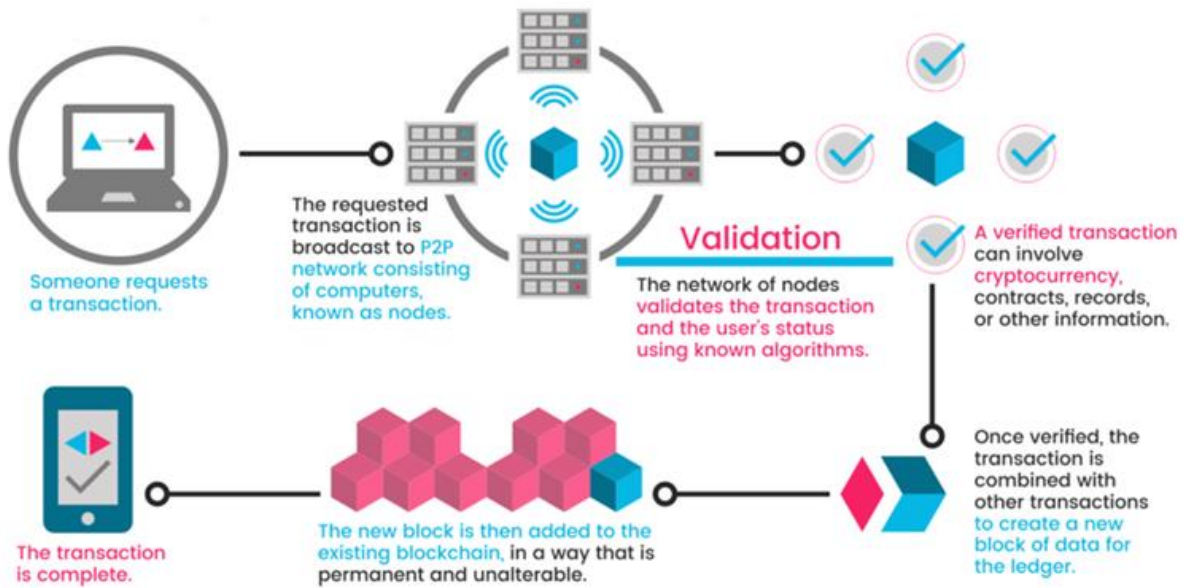 Someone requests
a transaction.
The requested
transaction is
broadcast to P2P
network consisting
of computers,
known as nodes.
Validation
The network of nodes
validates the transaction
and the user's status
using known algorithms.
A verified transaction
can involve
cryptocurrency,
contracts, records,
or other information.
Once verified, the
transaction is
combined with
other transactions
to create a new
block of data for
the ledger.
The new block is then added to the
existing blockchain, in a way that is
permanent and unalterable.
The transaction
is complete.